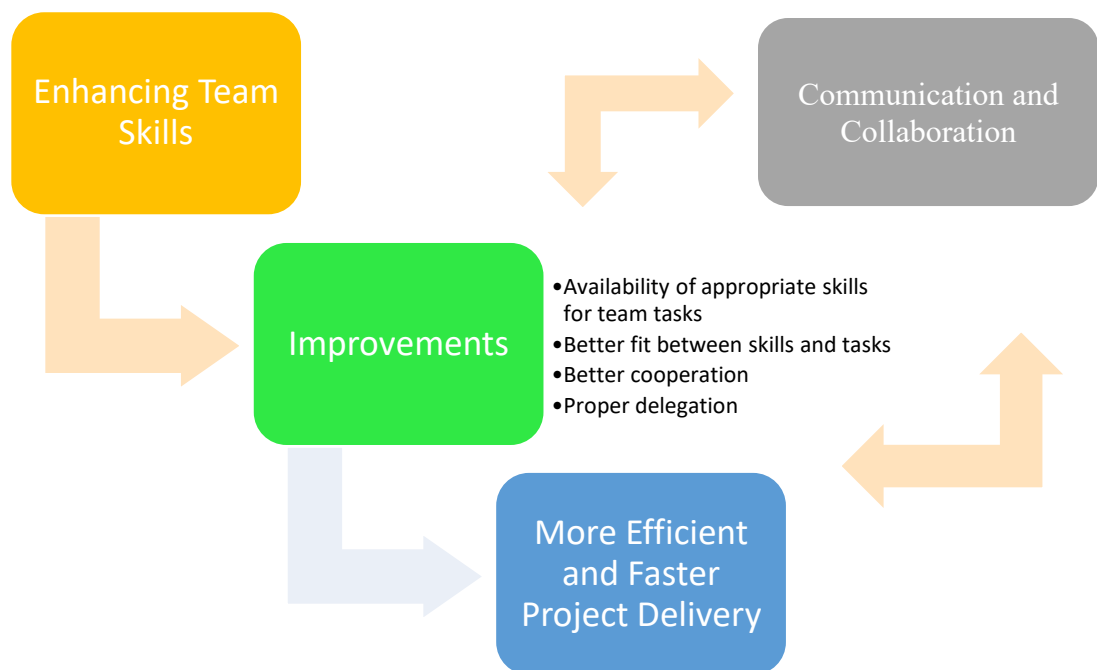 Enhancing Team
Skills
Communication and
Collaboration
Improvements
•Availability of appropriate skills
for team tasks
•Better fit between skills and tasks
•Better cooperation
•Proper delegation
More Efficient
and Faster
Project Delivery